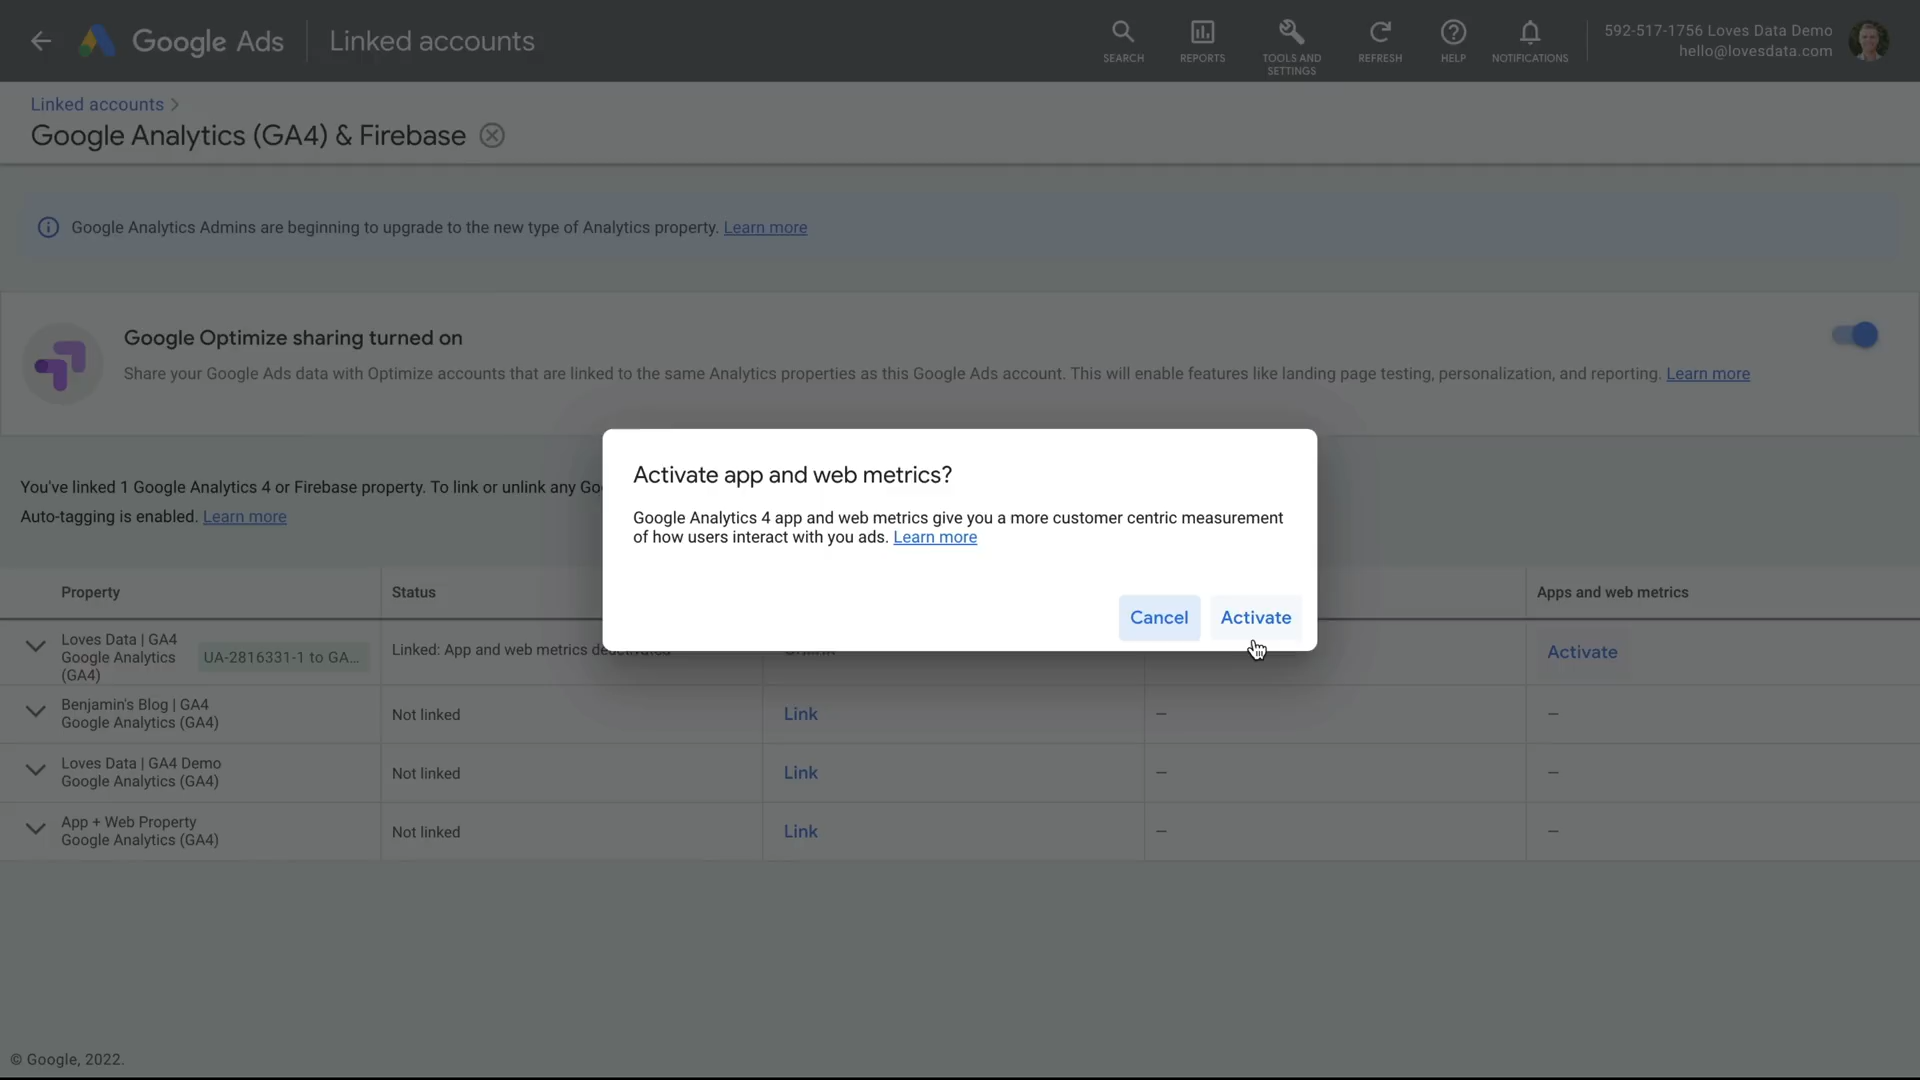 Google Ads
Linked accounts
SEARCH
REPORTS
TOOLS AND
SETTINGS
REFRESH
HELP
NOTIFICATIONS
592-517-1756 Loves Data Demo
hello@lovesdata.com
Linked accounts
Google Analytics (GA4) & Firebase
Google Analytics Admins are beginning to upgrade to the new type of Analytics property. Learn more
Google Optimize sharing turned on
Share your Google Ads data with Optimize accounts that are linked to the same Analytics properties as this Google Ads account. This will enable features like landing page testing, personalization, and reporting. Learn more
You've linked 1 Google Analytics 4 or Firebase property. To link or unlink any Go
Auto-tagging is enabled. Learn more
Activate app and web metrics?
Google Analytics 4 app and web metrics give you a more customer centric measurement
of how users interact with you ads. Learn more
Cancel
Activate
Property
Status
Apps and web metrics
Loves Data | GA4
Google Analytics
(GA4)
UA-2816331-1 to GA...
Linked: App and web metrics
Activate
Benjamin's Blog | GA4
Google Analytics (GA4)
Not linked
Link
–
–
Loves Data | GA4 Demo
Google Analytics (GA4)
Not linked
Link
–
–
App + Web Property
Google Analytics (GA4)
Not linked
Link
–
–
© Google, 2022.